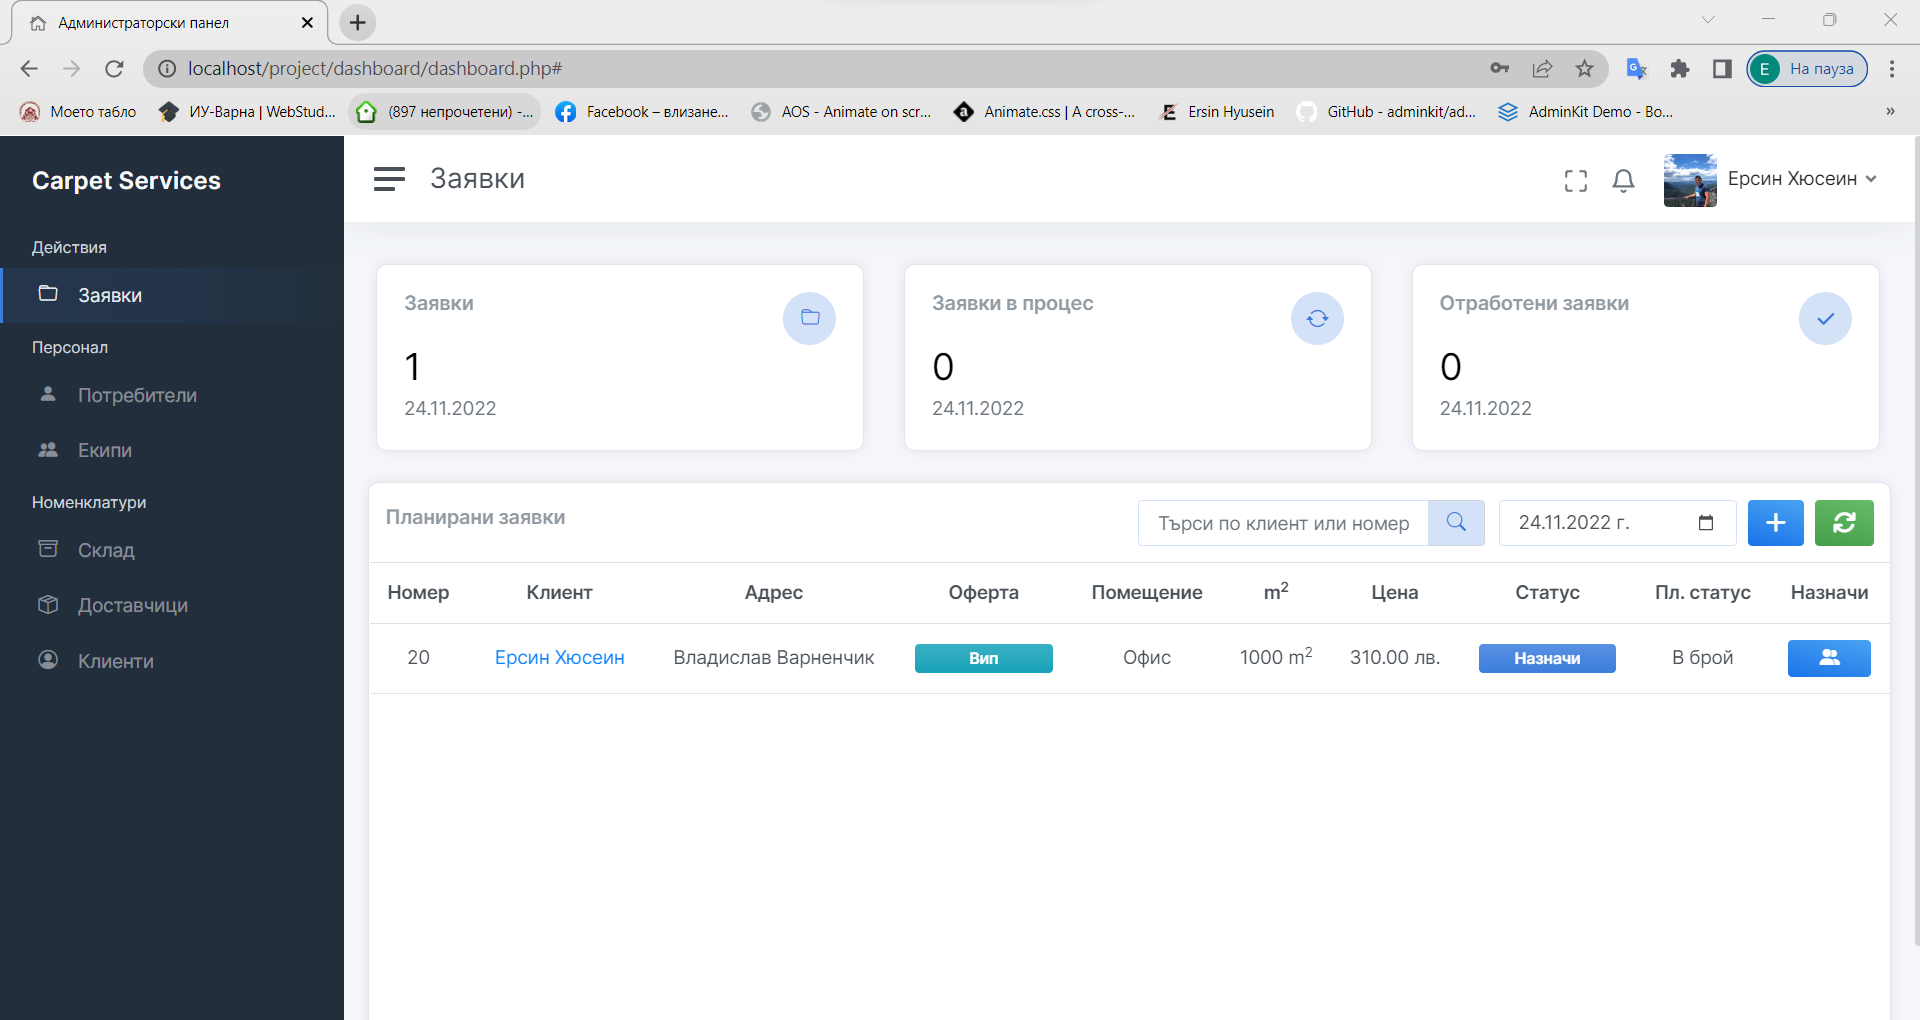 Администраторски панел
localhost/project/dashboard/dashboard.php#
E На пауза
Моето табло
ИУ-Варна | WebStud...
(897 непрочетени) -...
Facebook – влизане...
AOS - Animate on scr...
Animate.css | A cross-...
Ersin Hyusein
GitHub - adminkit/ad...
AdminKit Demo - Bo...
»
Carpet Services
Заявки
Ерсин Хюсеин
Действия
Заявки
Персонал
Потребители
Екипи
Номенклатури
Склад
Доставчици
Клиенти
Заявки
1
24.11.2022
Заявки в процес
0
24.11.2022
Отработени заявки
0
24.11.2022
Планирани заявки
Търси по клиент или номер
24.11.2022 г.
Номер Клиент Адрес Оферта Помещение m² Цена Статус Пл. статус Назначи
20 Ерсин Хюсеин Владислав Варненчик Вип Офис 1000 m² 310.00 лв. Назначи В брой